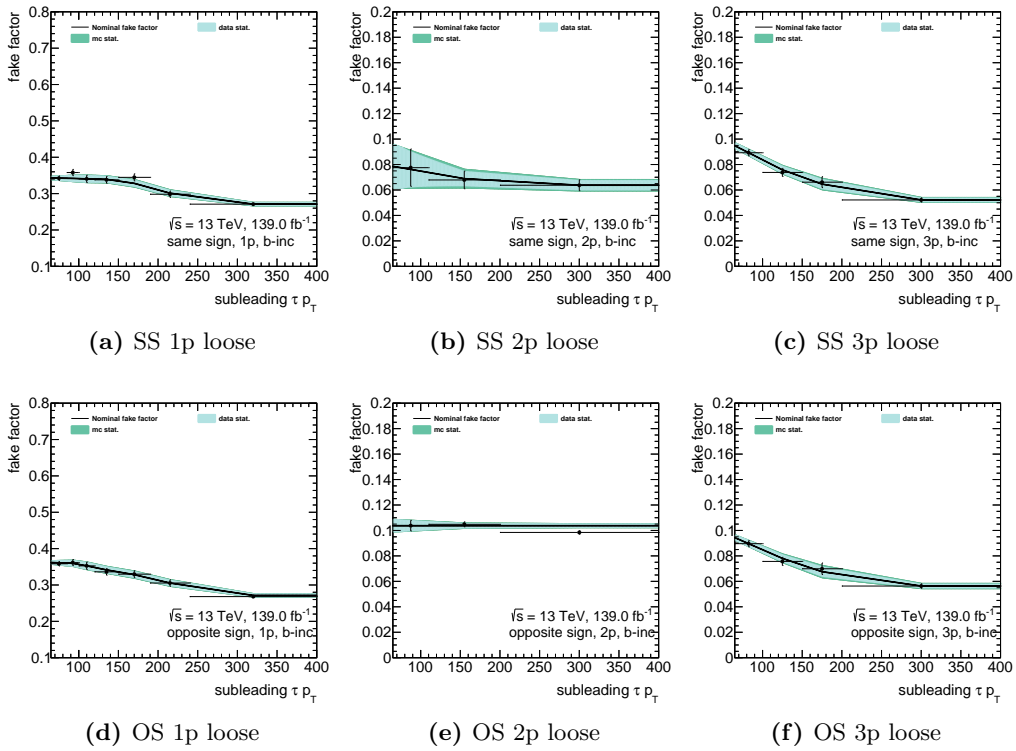 fake factor
0.8
0.7
0.6
0.5
0.4
0.3
0.2
0.1
Nominal fake factor
data stat.
mc stat.
√s = 13 TeV, 139.0 fb⁻¹
same sign, 1p, b-inc
100 150 200 250 300 350 400
subleading τ p_T
(a) SS 1p loose
fake factor
0.2
0.18
0.16
0.14
0.12
0.1
0.08
0.06
0.04
0.02
0
Nominal fake factor
data stat.
mc stat.
√s = 13 TeV, 139.0 fb⁻¹
same sign, 2p, b-inc
100 150 200 250 300 350 400
subleading τ p_T
(b) SS 2p loose
fake factor
0.2
0.18
0.16
0.14
0.12
0.1
0.08
0.06
0.04
0.02
0
Nominal fake factor
data stat.
mc stat.
√s = 13 TeV, 139.0 fb⁻¹
same sign, 3p, b-inc
100 150 200 250 300 350 400
subleading τ p_T
(c) SS 3p loose
fake factor
0.8
0.7
0.6
0.5
0.4
0.3
0.2
0.1
Nominal fake factor
data stat.
mc stat.
√s = 13 TeV, 139.0 fb⁻¹
opposite sign, 1p, b-inc
100 150 200 250 300 350 400
subleading τ p_T
(d) OS 1p loose
fake factor
0.2
0.18
0.16
0.14
0.12
0.1
0.08
0.06
0.04
0.02
0
Nominal fake factor
data stat.
mc stat.
√s = 13 TeV, 139.0 fb⁻¹
opposite sign, 2p, b-inc
100 150 200 250 300 350 400
subleading τ p_T
(e) OS 2p loose
fake factor
0.2
0.18
0.16
0.14
0.12
0.1
0.08
0.06
0.04
0.02
0
Nominal fake factor
data stat.
mc stat.
√s = 13 TeV, 139.0 fb⁻¹
opposite sign, 3p, b-inc
100 150 200 250 300 350 400
subleading τ p_T
(f) OS 3p loose